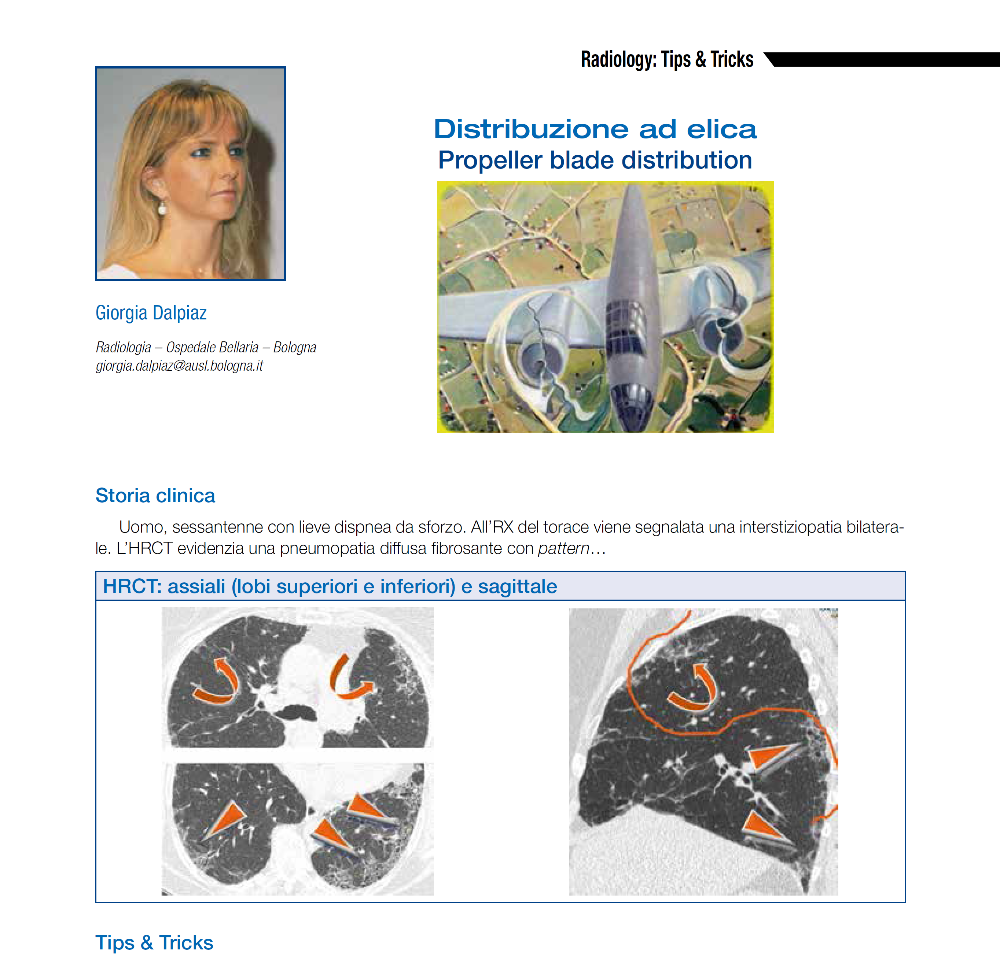 Radiology: Tips & Tricks
Distribuzione ad elica
Propeller blade distribution
Giorgia Dalpiaz
Radiologia – Ospedale Bellaria – Bologna
giorgia.dalpiaz@ausl.bologna.it
Storia clinica
Uomo, sessantenne con lieve dispnea da sforzo. All’RX del torace viene segnalata una interstiziopatia bilatera-
le. L’HRCT evidenzia una pneumopatia diffusa fibrosante con pattern…
HRCT: assiali (lobi superiori e inferiori) e sagittale
Tips & Tricks